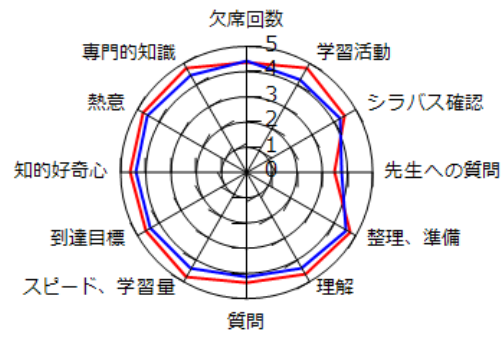 欠席回数
学習活動
シラバス確認
先生への質問
整理、準備
理解
質問
スピード、学習量
到達目標
知的好奇心
熱意
専門的知識
5
4
3
2
1
0